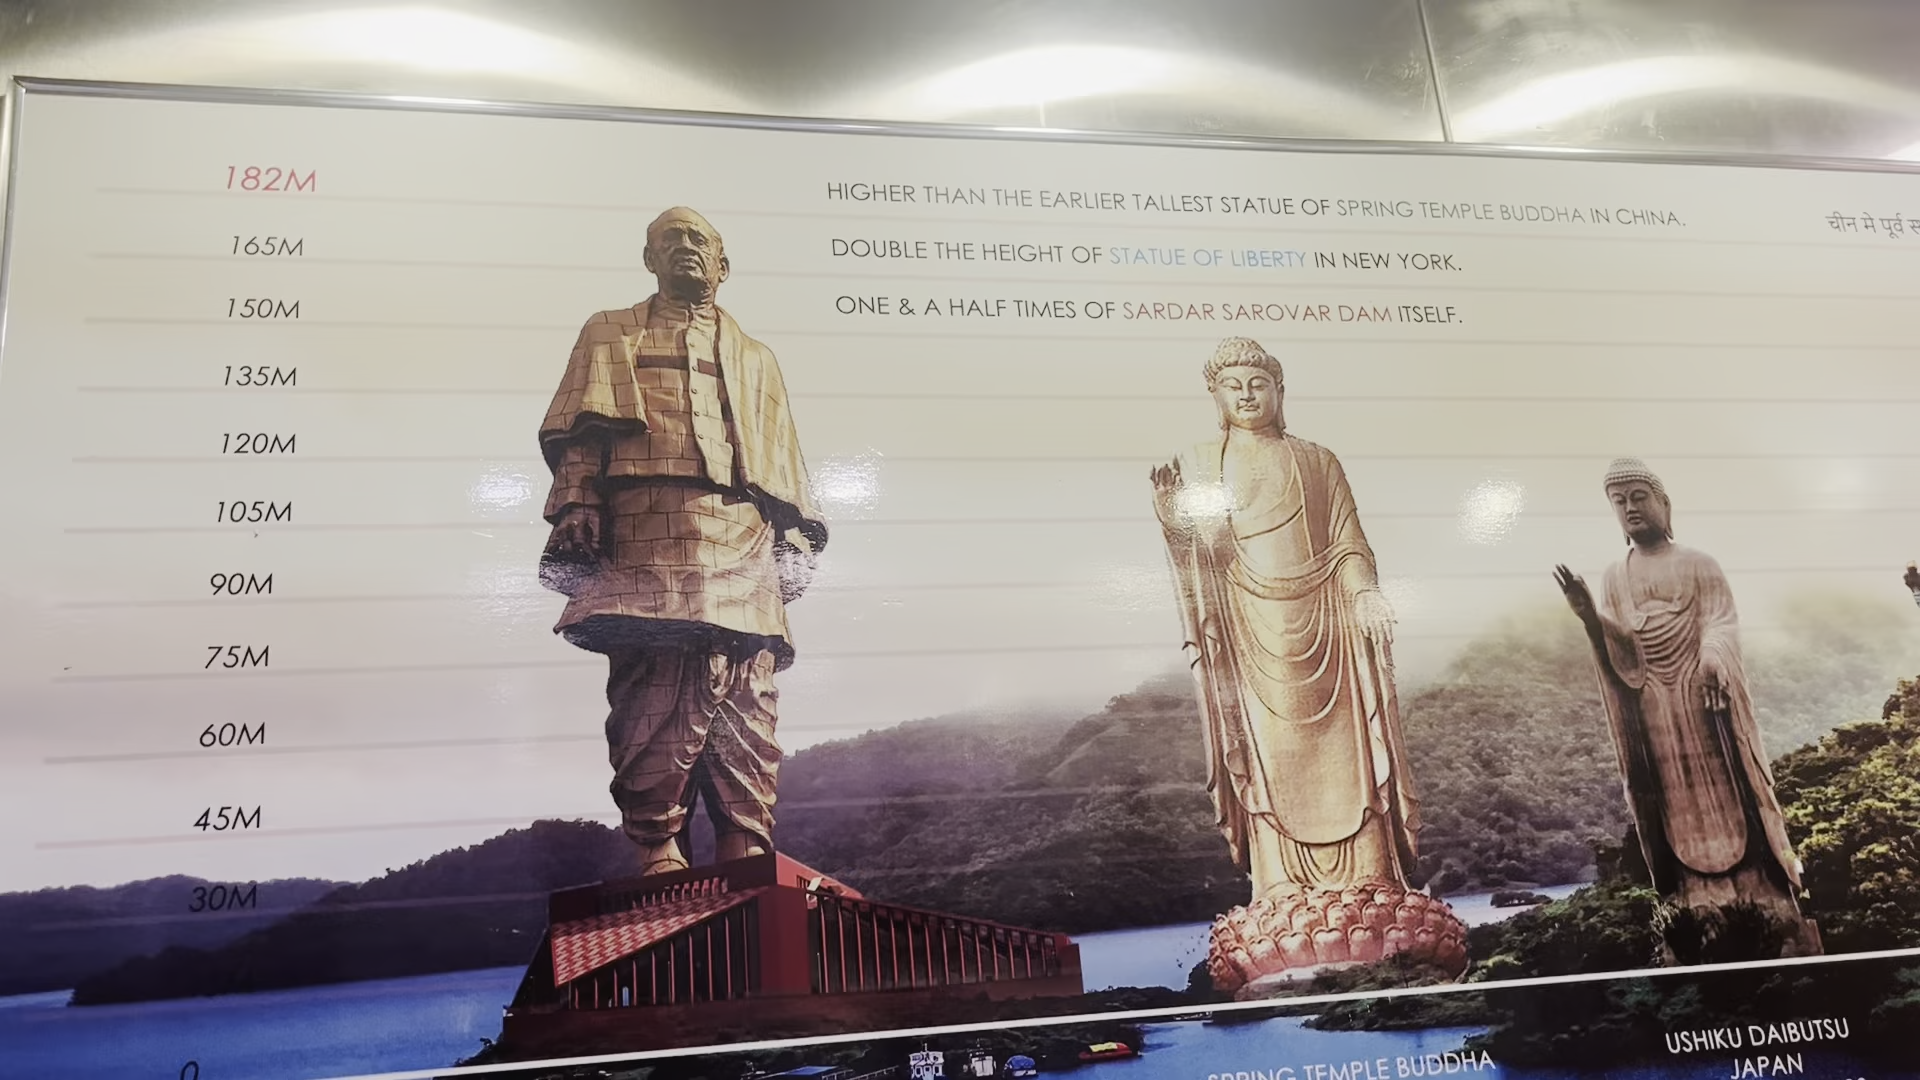 182M
165M
150M
135M
120M
105M
90M
75M
60M
45M
30M
0
HIGHER THAN THE EARLIER TALLEST STATUE OF SPRING TEMPLE BUDDHA IN CHINA.
DOUBLE THE HEIGHT OF STATUE OF LIBERTY IN NEW YORK.
ONE & A HALF TIMES OF SARDAR SAROVAR DAM ITSELF.
चीन मे पूर्व
SPRING TEMPLE BUDDHA
USHIKU DAIBUTSU
JAPAN